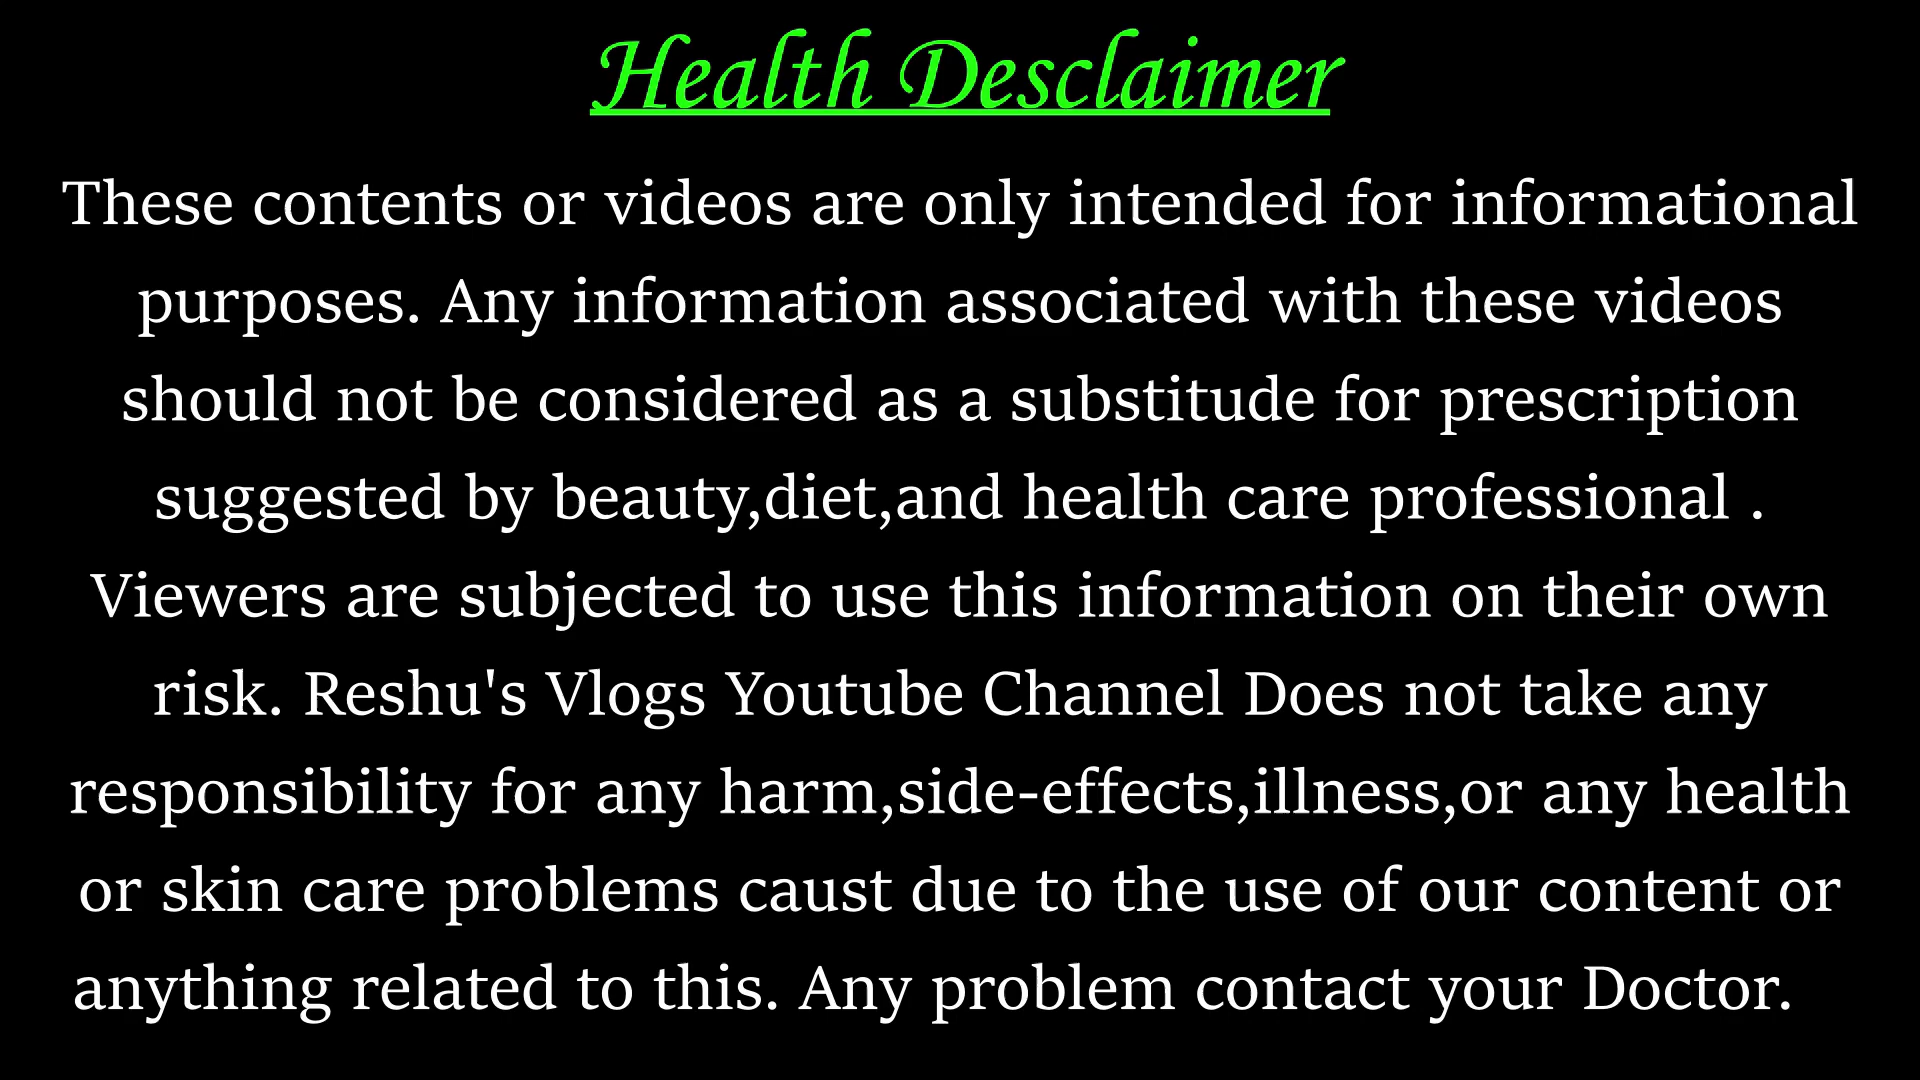 Health Desclaimer
These contents or videos are only intended for informational
purposes. Any information associated with these videos
should not be considered as a substitude for prescription
suggested by beauty,diet,and health care professional .
Viewers are subjected to use this information on their own
risk. Reshu's Vlogs Youtube Channel Does not take any
responsibility for any harm,side-effects,illness,or any health
or skin care problems caust due to the use of our content or
anything related to this. Any problem contact your Doctor.